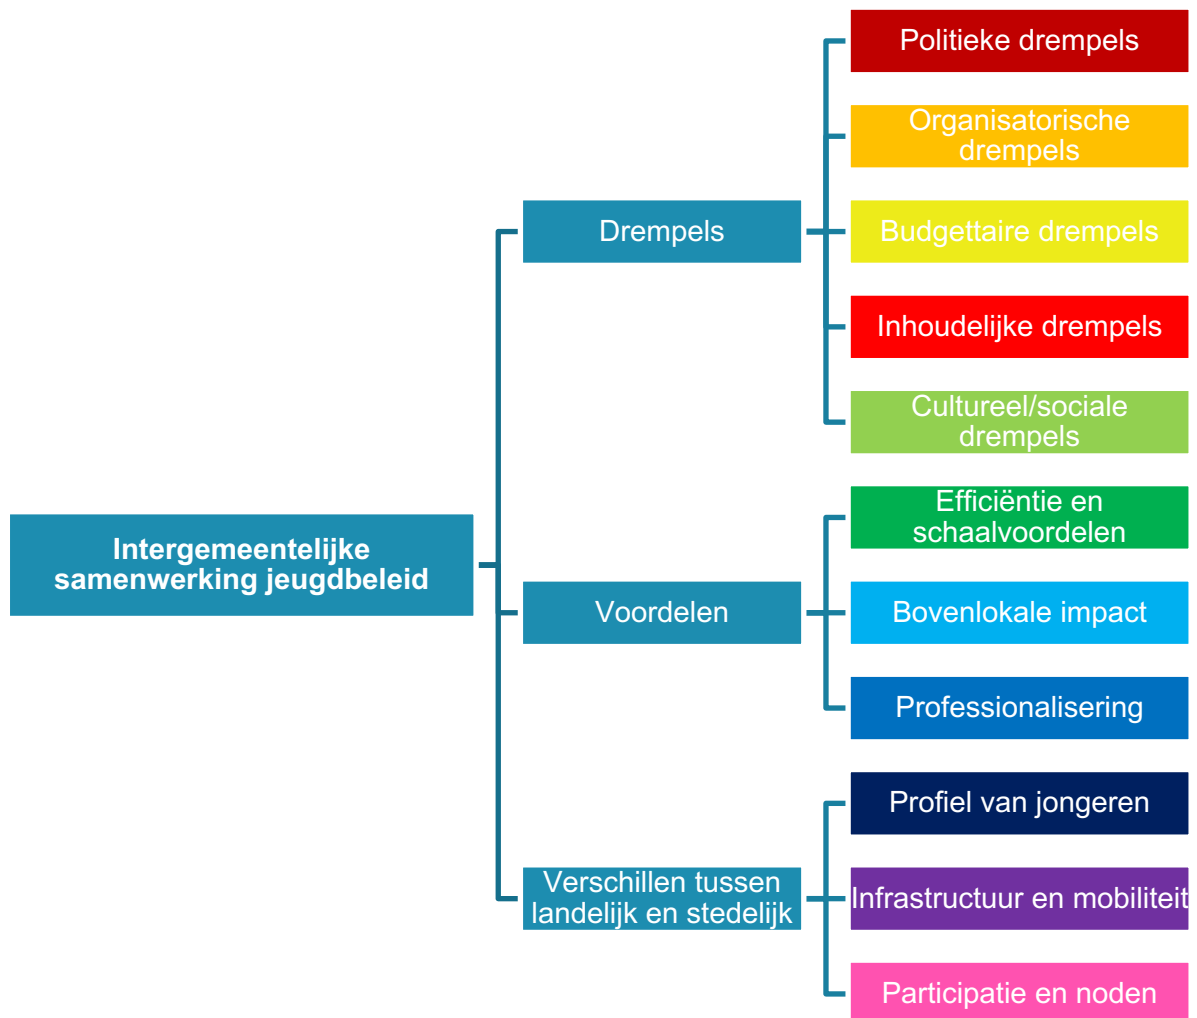 Intergemeentelijke
samenwerking jeugdbeleid
Drempels
Politieke drempels
Organisatorische
drempels
Budgettaire drempels
Inhoudelijke drempels
Cultureel/sociale
drempels
Voordelen
Efficiëntie en
schaalvoordelen
Bovenlokale impact
Professionalisering
Verschillen tussen
landelijk en stedelijk
Profiel van jongeren
Infrastructuur en mobiliteit
Participatie en noden